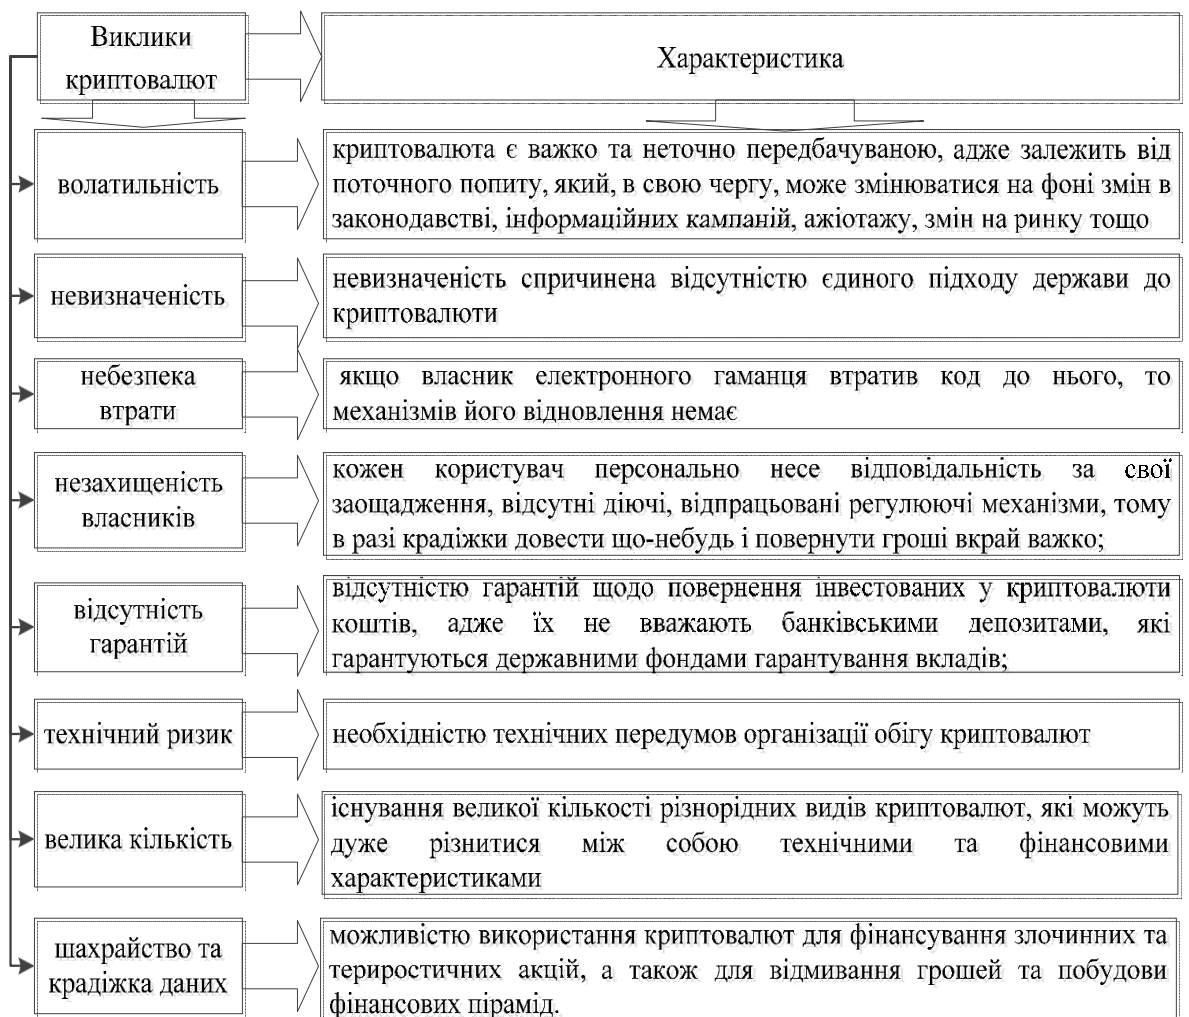 Виклики
криптовалют
Характеристика
волатильність
криптовалюта є важко та неточно передбачуваною, адже залежить від
поточного попиту, який, в свою чергу, може змінюватися на фоні змін в
законодавстві, інформаційних кампаній, ажіотажу, змін на ринку тощо
невизначеність
невизначеність спричинена відсутністю єдиного підходу держави до
криптовалюти
небезпека
втрати
якщо власник електронного гаманця втратив код до нього, то
механізмів його відновлення немає
незахищеність
власників
кожен користувач персонально несе відповідальність за свої
заощадження, відсутні діючі, відпрацьовані регулюючі механізми, тому
в разі крадіжки довести що-небудь і повернути гроші вкрай важко;
відсутність
гарантій
відсутністю гарантій щодо повернення інвестованих у криптовалюти
коштів, адже їх не вважають банківськими депозитами, які
гарантуються державними фондами гарантування вкладів;
технічний ризик
необхідністю технічних передумов організації обігу криптовалют
велика кількість
існування великої кількості різнорідних видів криптовалют, які можуть
дуже різнитися між собою технічними та фінансовими
характеристиками
шахрайство та
крадіжка даних
можливістю використання криптовалют для фінансування злочинних та
териростичних акцій, а також для відмивання грошей та побудови
фінансових пірамід.